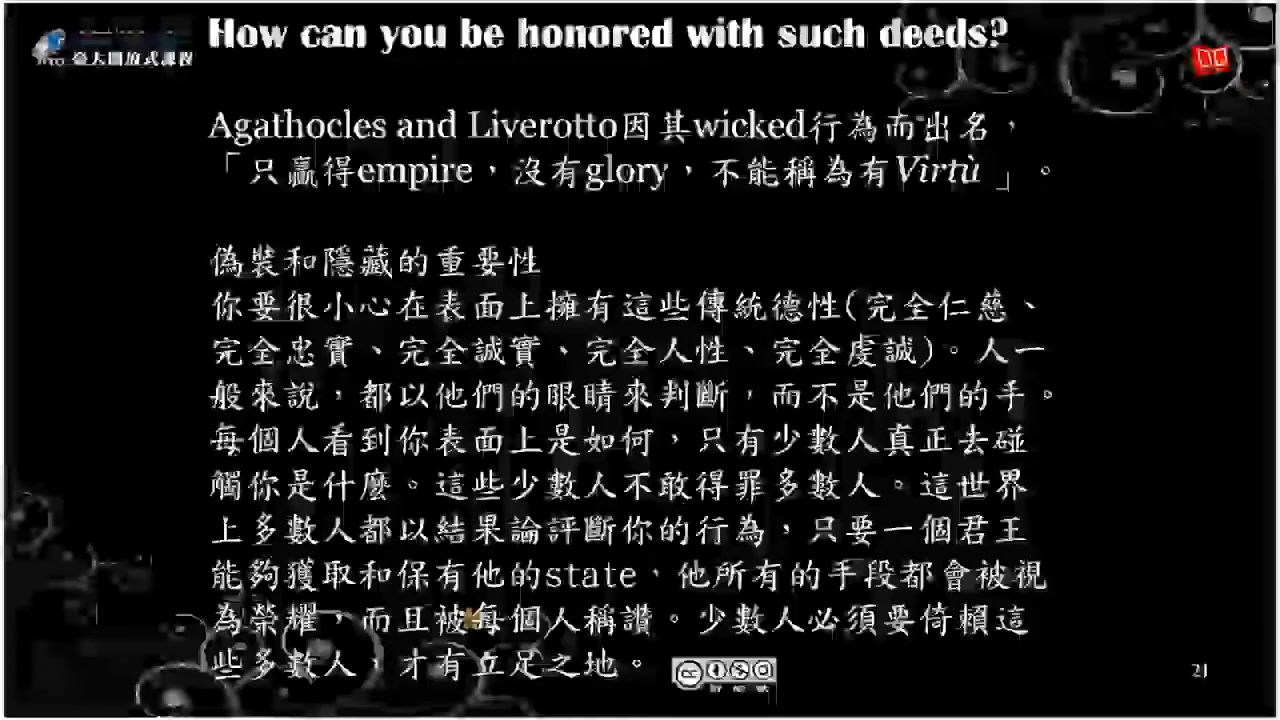 How can you be honored with such deeds?
臺大開放式課程
Agathocles and Liverotto因其wicked行為而出名，
「只贏得empire，沒有glory，不能稱為有Virtù」。
偽裝和隱藏的重要性
你要很小心在表面上擁有這些傳統德性(完全仁慈、
完全忠實、完全誠實、完全人性、完全虔誠)。人一
般來說，都以他們的眼睛來判斷，而不是他們的手。
每個人看到你表面上是如何，只有少數人真正去碰
觸你是什麼。這些少數人不敢得罪多數人。這世界
上多數人都以結果論評斷你的行為，只要一個君王
能夠獲取和保有他的state，他所有的手段都會被視
為榮耀，而且被每個人稱讚。少數人必須要倚賴這
些多數人，才有立足之地。
21